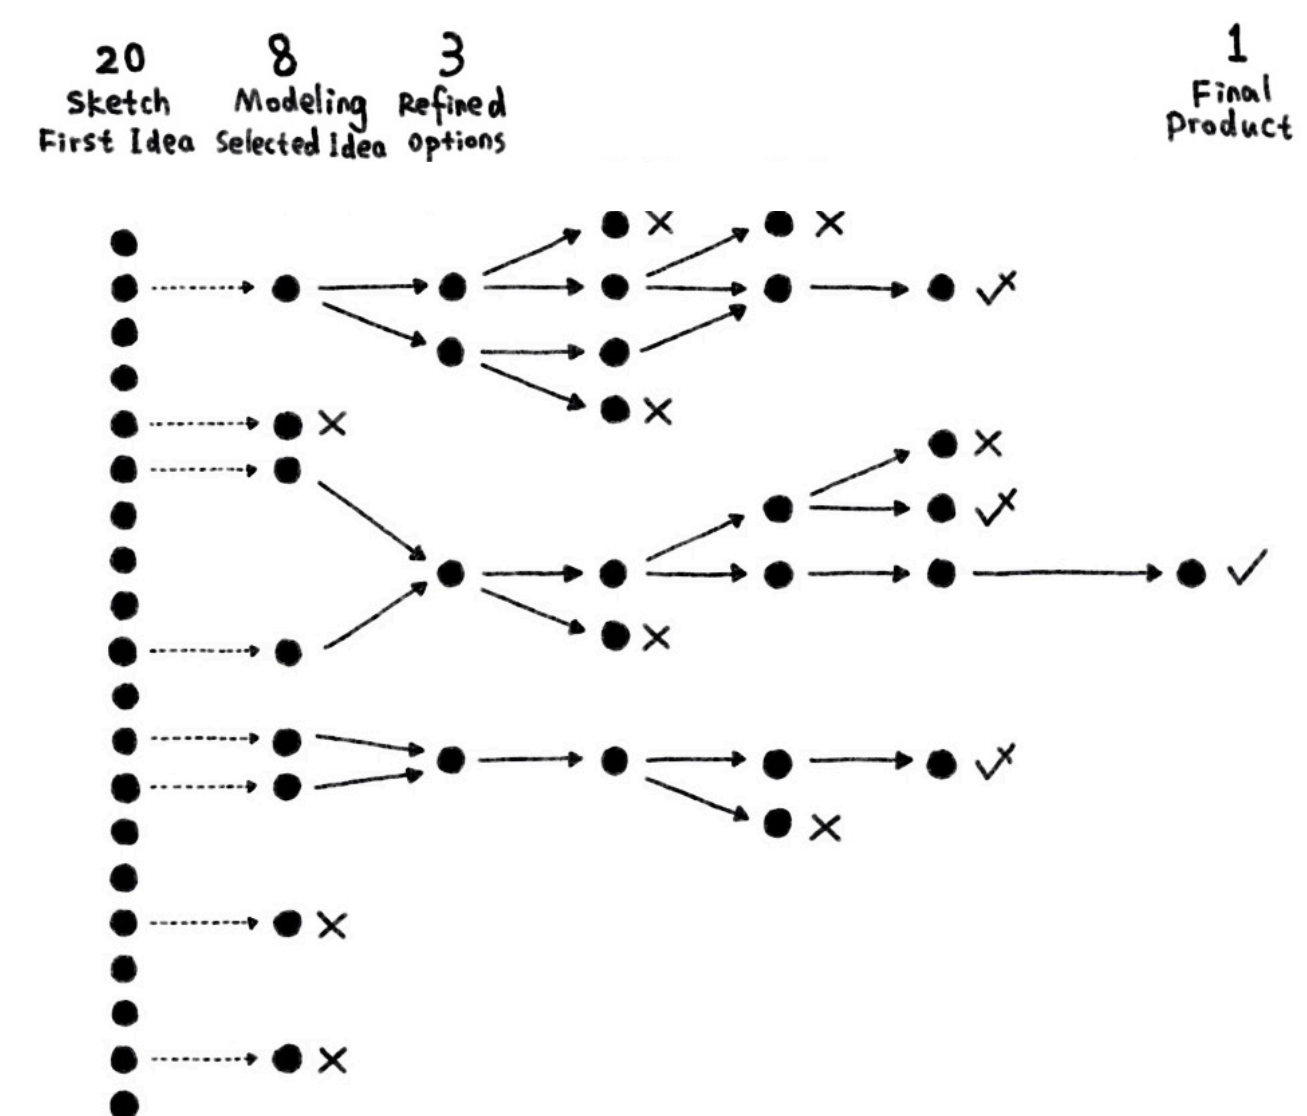 20
Sketch
First Idea
8
Modeling
Selected Idea
3
Refined
Options
1
Final
Product